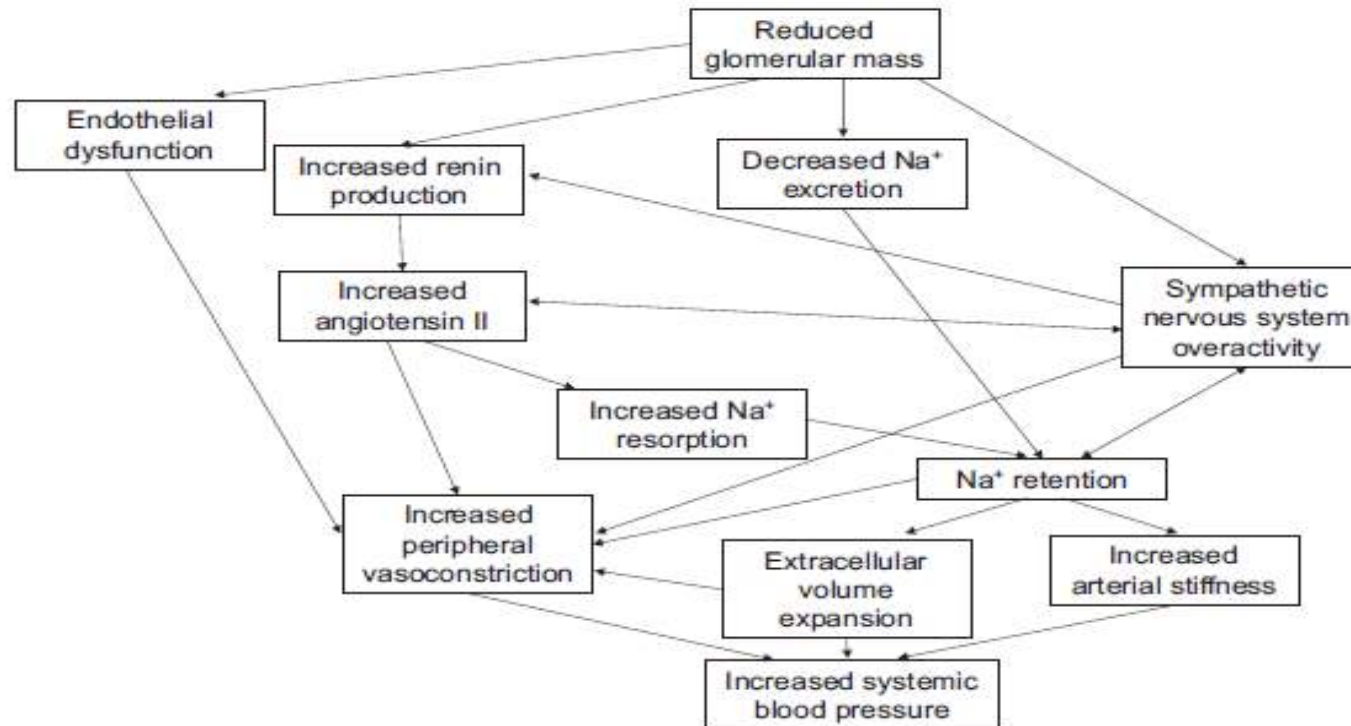 Reduced
glomerular mass
Endothelial
dysfunction
Increased renin
production
Decreased Na⁺
excretion
Increased
angiotensin II
Sympathetic
nervous system
overactivity
Increased Na⁺
resorption
Na⁺ retention
Increased
peripheral
vasoconstriction
Extracellular
volume
expansion
Increased
arterial stiffness
Increased systemic
blood pressure